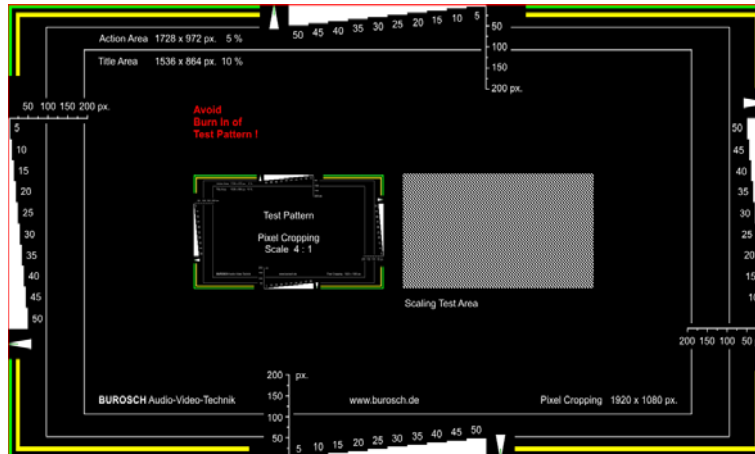 50 45 40 35 30 25 20 15 10 5
Action Area 1728 x 972 px. 5 %
Title Area 1536 x 864 px. 10 %
50
100
150
200 px.
50 100 150 200 px.
Avoid
Burn In of
Test Pattern !
5
10
15
20
25
30
35
40
45
50
50
45
40
35
30
25
20
15
10
5
Test Pattern
Pixel Cropping
Scale 4 : 1
Scaling Test Area
200 150 100 50
200 px.
150
100
50
BUROSCH Audio-Video-Technik
www.burosch.de
Pixel Cropping 1920 x 1080 px.
5 10 15 20 25 30 35 40 45 50